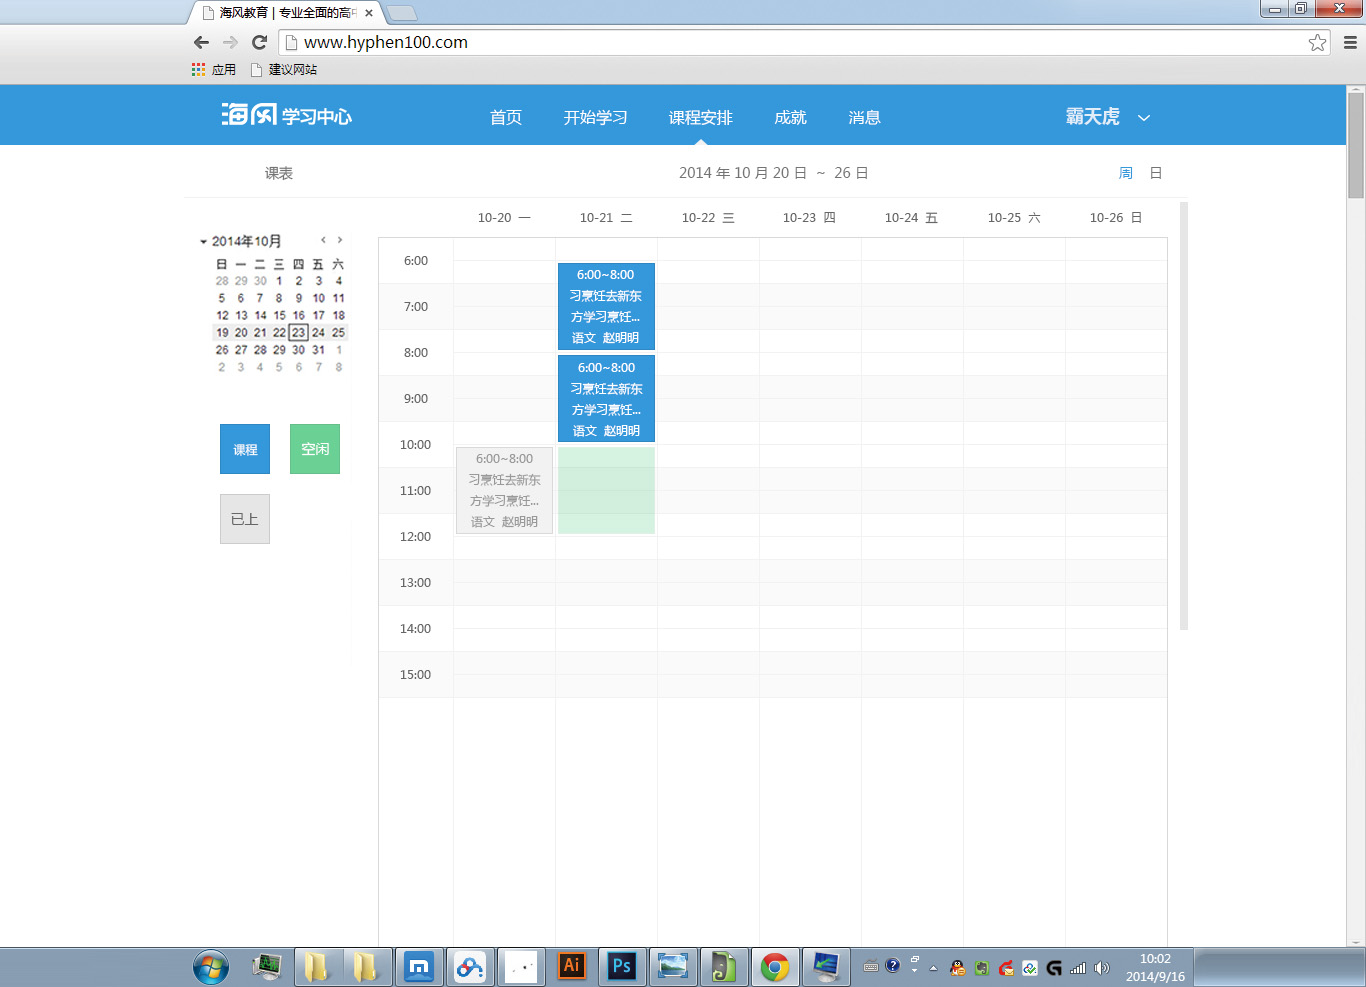 海风教育 | 专业全面的高中
www.hyphen100.com
应用 建议网站
海风 学习中心 首页 开始学习 课程安排 成就 消息 霸天虎
课表 2014 年 10 月 20 日 ~ 26 日 周 日
10-20 一 10-21 二 10-22 三 10-23 四 10-24 五 10-25 六 10-26 日
2014年10月
日 一 二 三 四 五 六
28 29 30 1 2 3 4
5 6 7 8 9 10 11
12 13 14 15 16 17 18
19 20 21 22 23 24 25
26 27 28 29 30 31 1
2 3 4 5 6 7 8
课程 空闲
已上
6:00
7:00
8:00
9:00
10:00
11:00
12:00
13:00
14:00
15:00
6:00~8:00
习烹饪去新东
方学习烹饪...
语文 赵明明
6:00~8:00
习烹饪去新东
方学习烹饪...
语文 赵明明
6:00~8:00
习烹饪去新东
方学习烹饪...
语文 赵明明
Ai Ps
10:02
2014/9/16